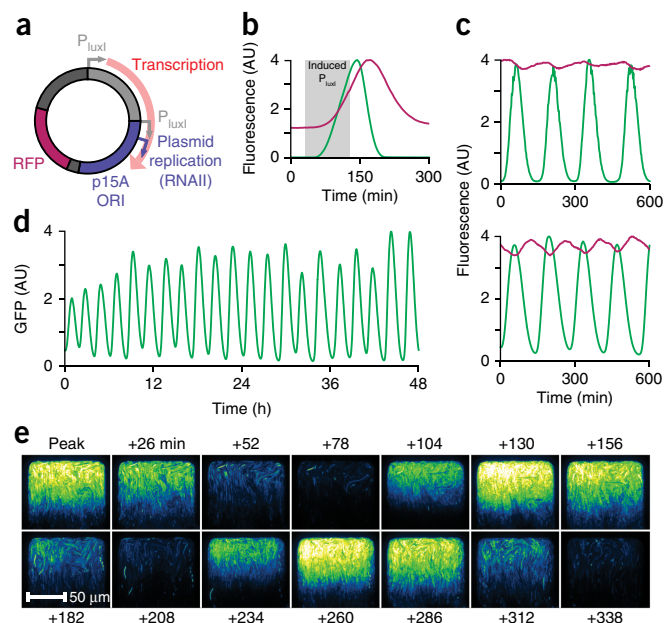 a
P_luxI
Transcription
P_luxI
Plasmid
replication
(RNAII)
p15A
ORI
RFP
b
Fluorescence (AU)
4
2
0
Induced
P_luxI
0
150
300
Time (min)
c
Fluorescence (AU)
4
2
0
4
2
0
0
300
600
0
300
600
Time (min)
d
GFP (AU)
4
2
0
0
12
24
36
48
Time (h)
e
Peak
+26 min
+52
+78
+104
+130
+156
50 μm
+182
+208
+234
+260
+286
+312
+338